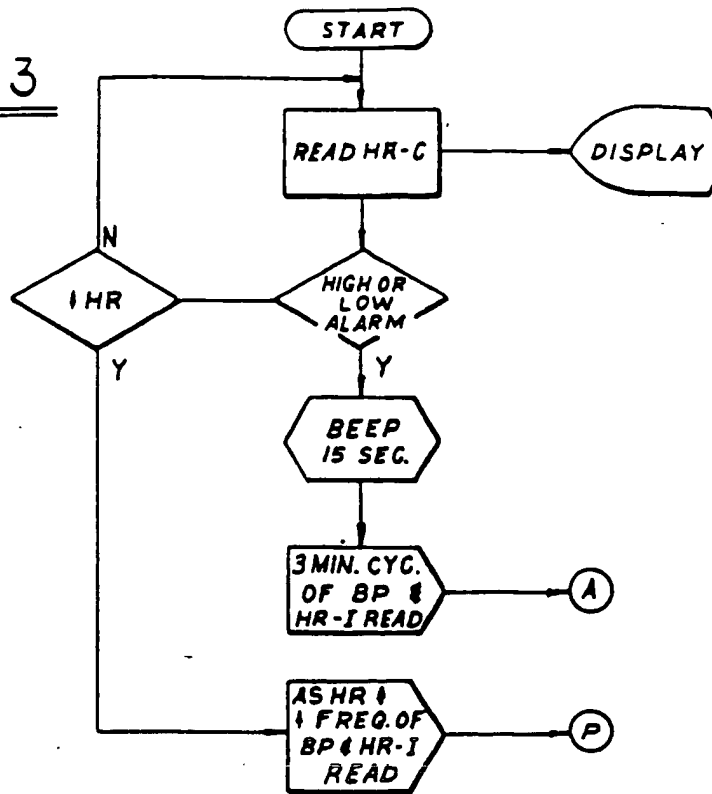 3
START
READ HR-C
DISPLAY
N
HR
HIGH OR
LOW
ALARM
Y
Y
BEEP
15 SEC.
3 MIN. CYC.
OF BP &
HR-I READ
A
AS HR
FREQ. OF
BP & HR-I
READ
P